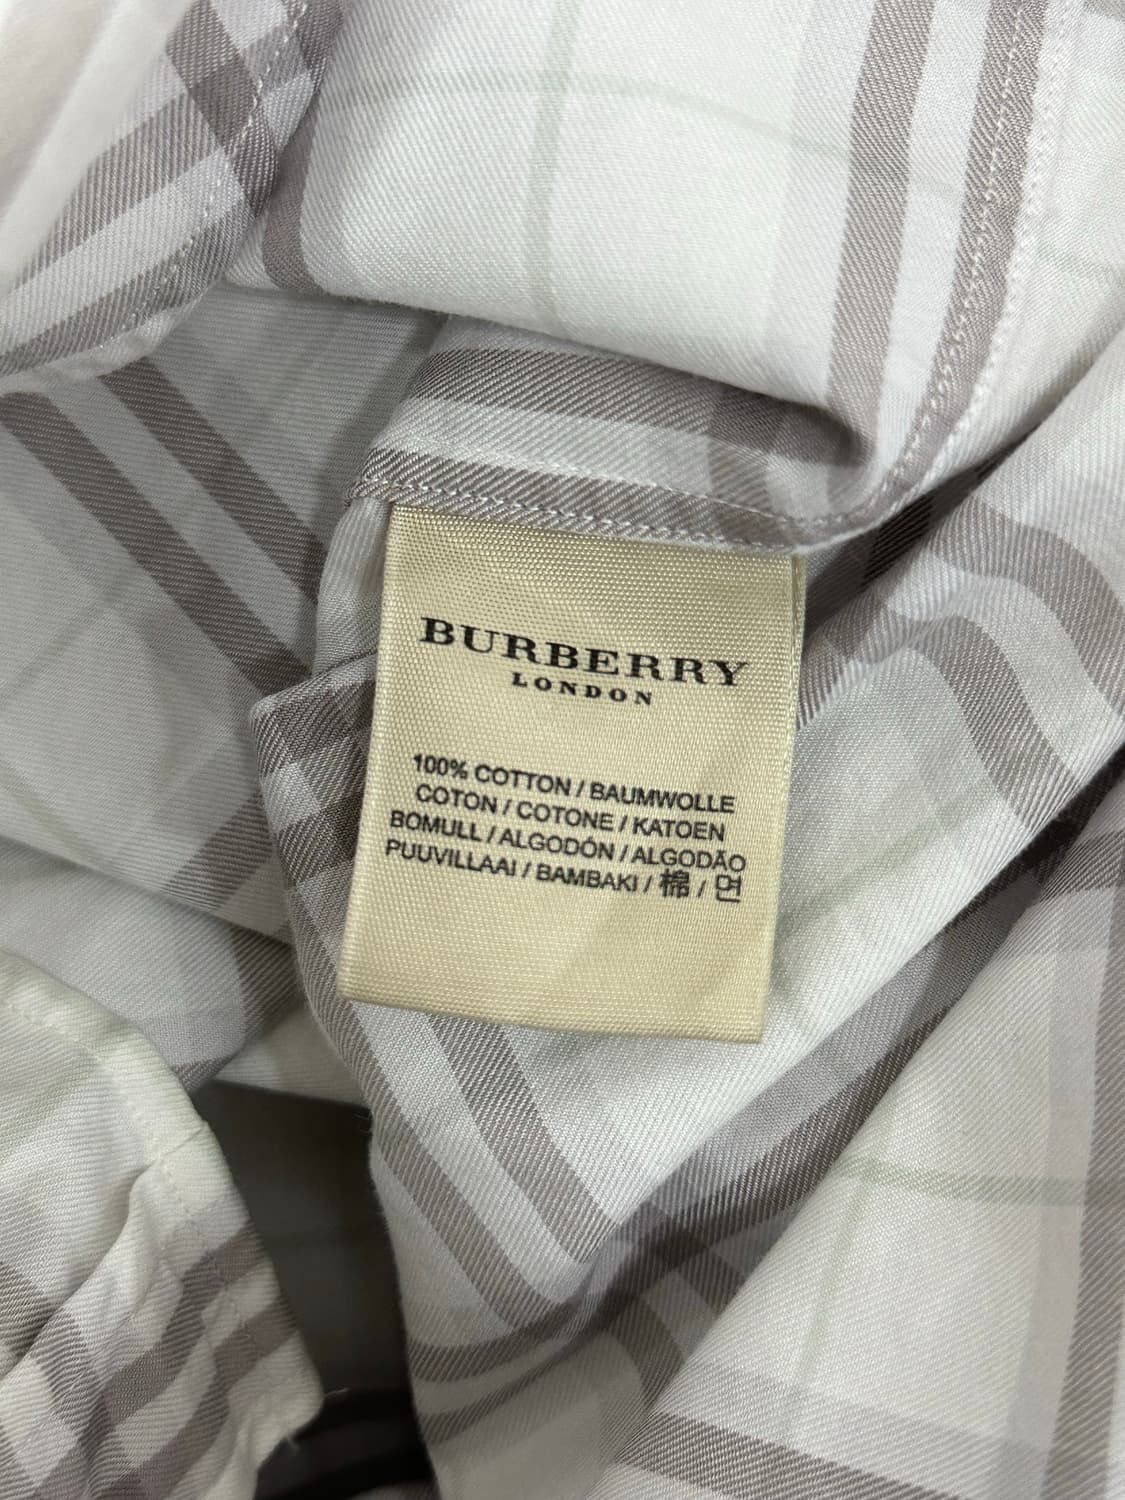 BURBERRY
LONDON
100% COTTON / BAUMWOLLE
COTON / COTONE / KATOEN
BOMULL / ALGODÓN / ALGODÃO
PUUVILLAAI / BAMBAKI / 棉 / 면